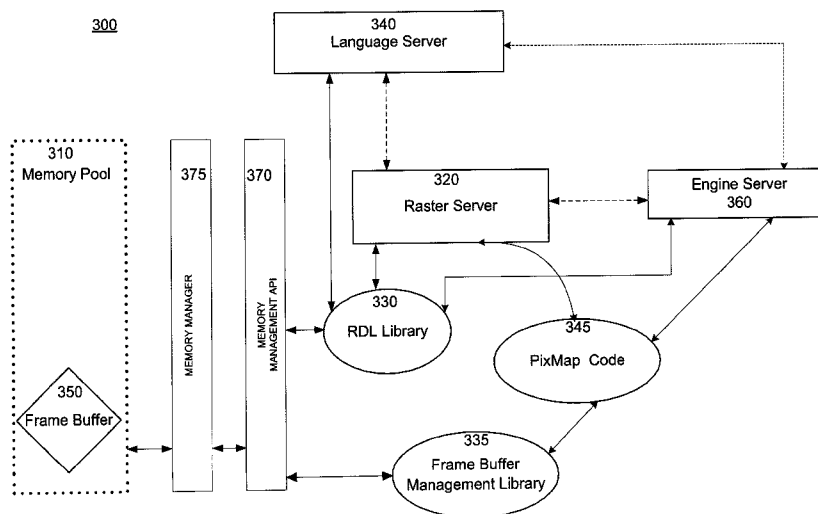 300
340
Language Server
310
Memory Pool
375
MEMORY MANAGER
370
MEMORY
MANAGEMENT API
320
Raster Server
Engine Server
360
330
RDL Library
345
PixMap Code
350
Frame Buffer
335
Frame Buffer
Management Library